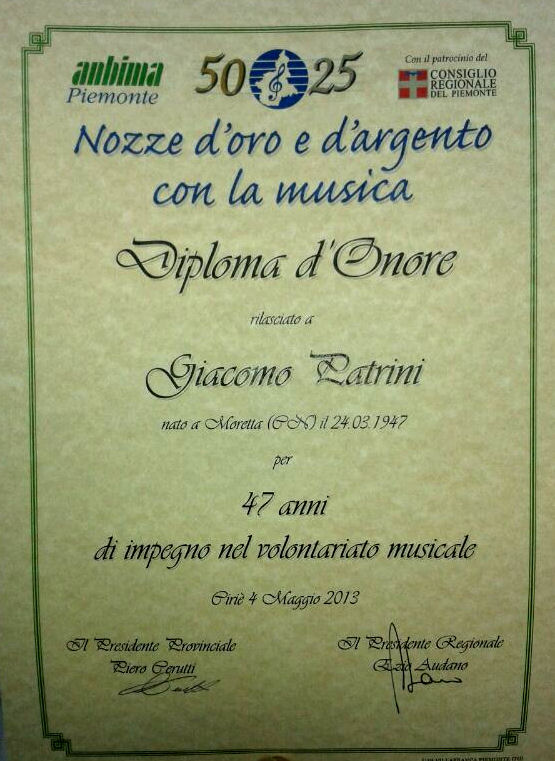 anbima
Piemonte
50 25
Con il patrocinio del
CONSIGLIO
REGIONALE
DEL PIEMONTE
Nozze d'oro e d'argento
con la musica
Diploma d'Onore
rilasciato a
Giacomo Patrini
nato a Moretta (CN) il 24.03.1947
per
47 anni
di impegno nel volontariato musicale
Ciriè 4 Maggio 2013
Il Presidente Provinciale
Piero Cerutti
Il Presidente Regionale
Ezio Audano